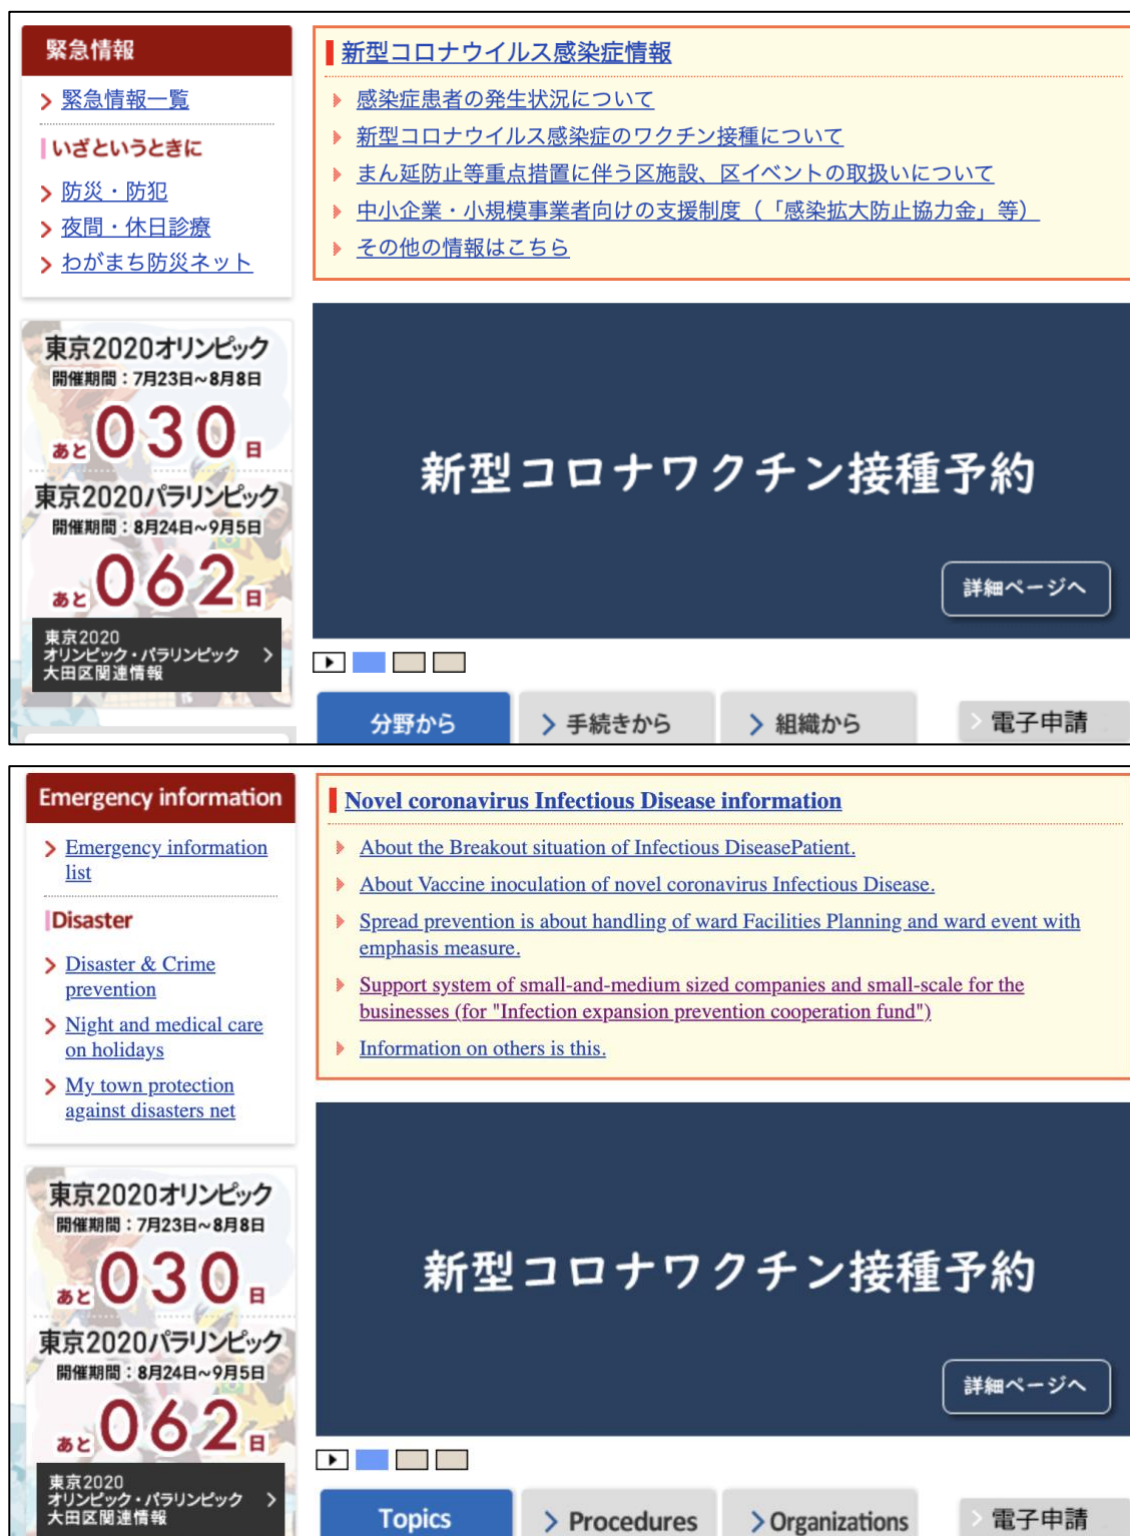 緊急情報
緊急情報一覧
いざというときに
防災・防犯
夜間・休日診療
わがまち防災ネット
東京2020オリンピック
開催期間：7月23日~8月8日
あと030日
東京2020パラリンピック
開催期間：8月24日~9月5日
あと062日
東京2020
オリンピック・パラリンピック
大田区関連情報
新型コロナウイルス感染症情報
感染症患者の発生状況について
新型コロナウイルス感染症のワクチン接種について
まん延防止等重点措置に伴う区施設、区イベントの取扱いについて
中小企業・小規模事業者向けの支援制度（「感染拡大防止協力金」等）
その他の情報はこちら
新型コロナワクチン接種予約
詳細ページへ
分野から
手続きから
組織から
電子申請
Emergency information
Emergency information
list
Disaster
Disaster & Crime
prevention
Night and medical care
on holidays
My town protection
against disasters net
東京2020オリンピック
開催期間：7月23日~8月8日
あと030日
東京2020パラリンピック
開催期間：8月24日~9月5日
あと062日
東京2020
オリンピック・パラリンピック
大田区関連情報
Novel coronavirus Infectious Disease information
About the Breakout situation of Infectious DiseasePatient.
About Vaccine inoculation of novel coronavirus Infectious Disease.
Spread prevention is about handling of ward Facilities Planning and ward event with
emphasis measure.
Support system of small-and-medium sized companies and small-scale for the
businesses (for "Infection expansion prevention cooperation fund")
Information on others is this.
新型コロナワクチン接種予約
詳細ページへ
Topics
Procedures
Organizations
電子申請